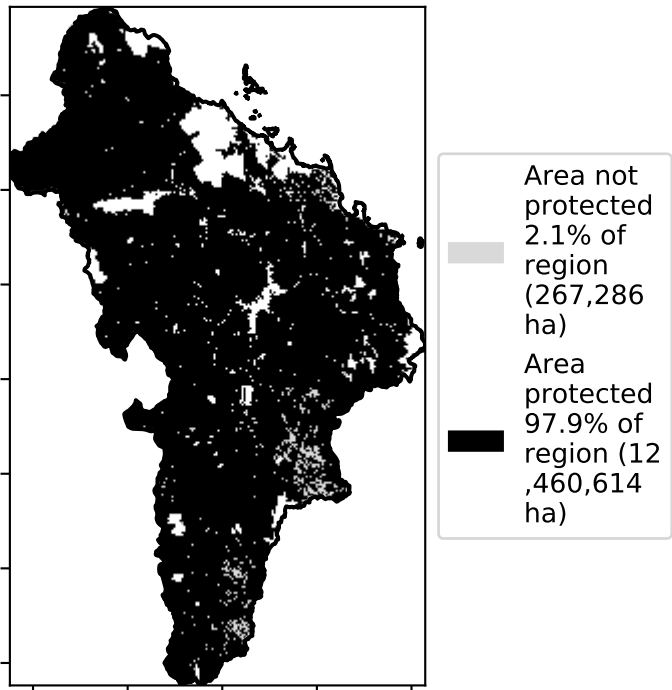 Area not
protected
2.1% of
region
(267,286
ha)
Area
protected
97.9% of
region (12
,460,614
ha)